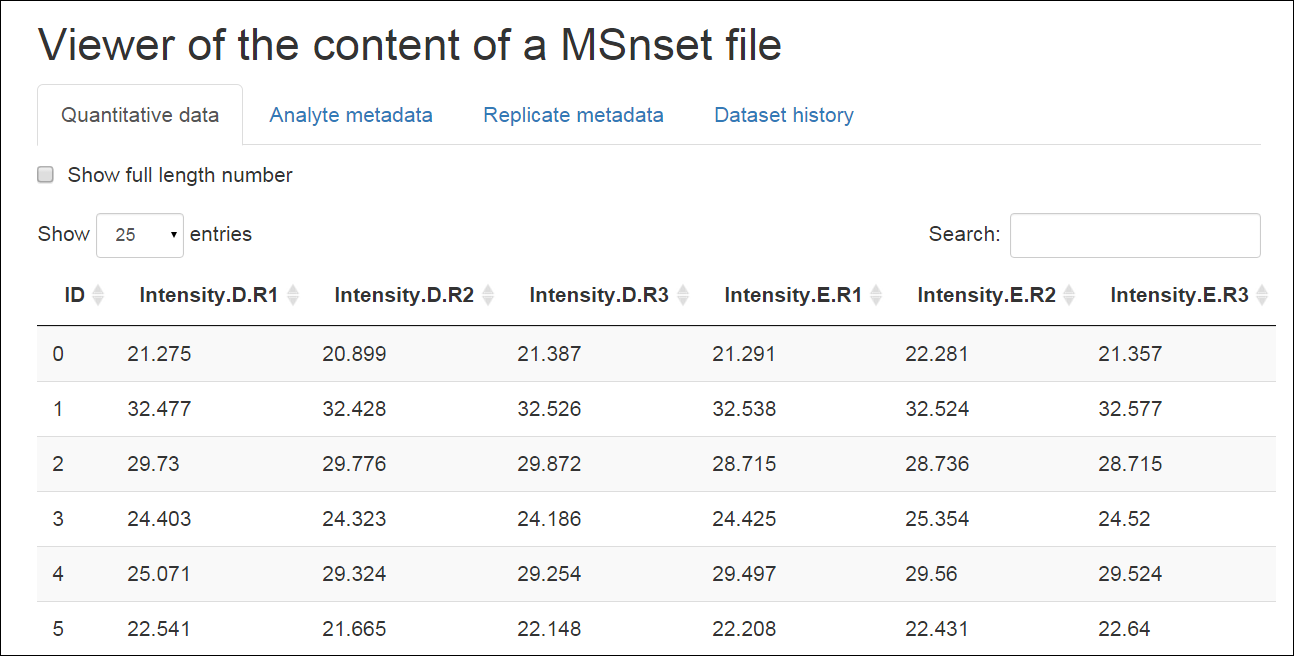 Viewer of the content of a MSnset file
Quantitative data Analyte metadata Replicate metadata Dataset history
Show full length number
Show 25 entries Search:
ID Intensity.D.R1 Intensity.D.R2 Intensity.D.R3 Intensity.E.R1 Intensity.E.R2 Intensity.E.R3
0 21.275 20.899 21.387 21.291 22.281 21.357
1 32.477 32.428 32.526 32.538 32.524 32.577
2 29.73 29.776 29.872 28.715 28.736 28.715
3 24.403 24.323 24.186 24.425 25.354 24.52
4 25.071 29.324 29.254 29.497 29.56 29.524
5 22.541 21.665 22.148 22.208 22.431 22.64